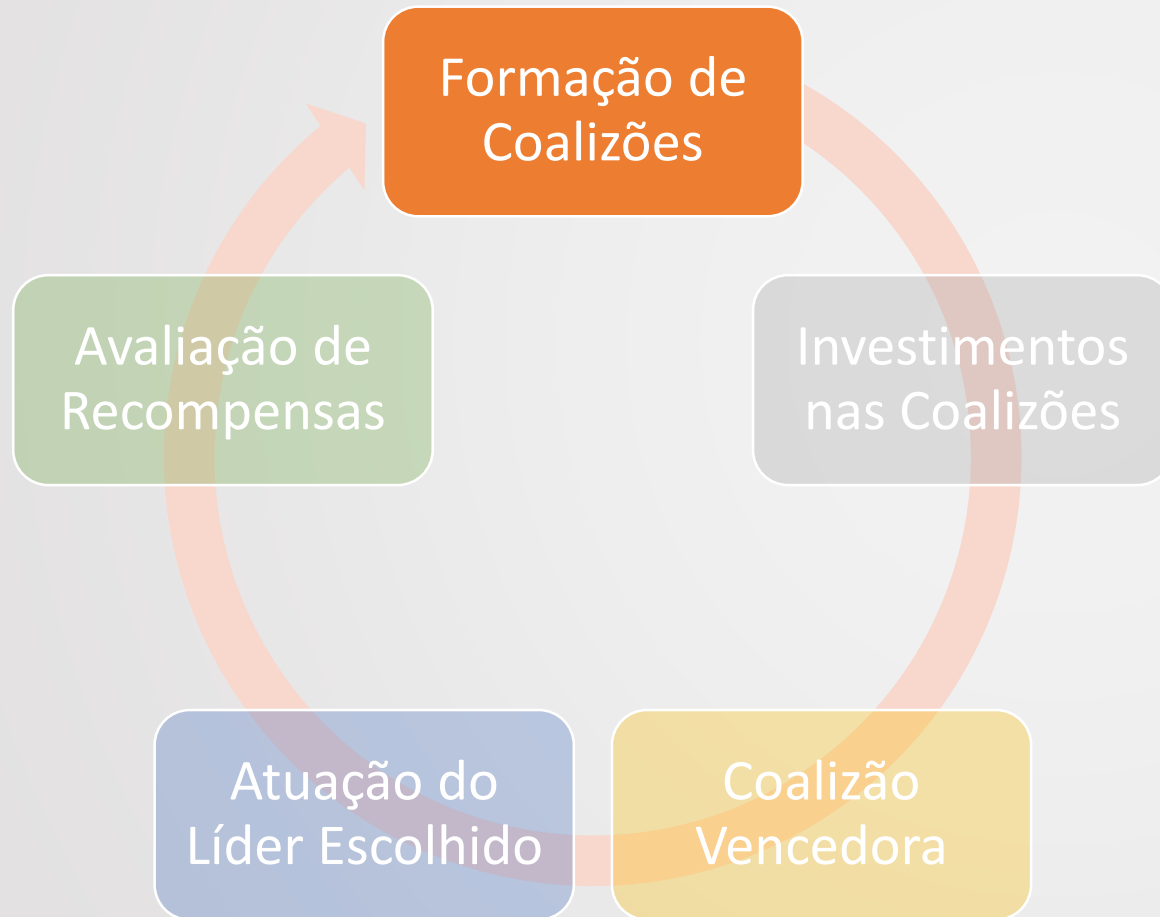 Formação de
Coalizões
Investimentos
nas Coalizões
Coalizão
Vencedora
Atuação do
Líder Escolhido
Avaliação de
Recompensas